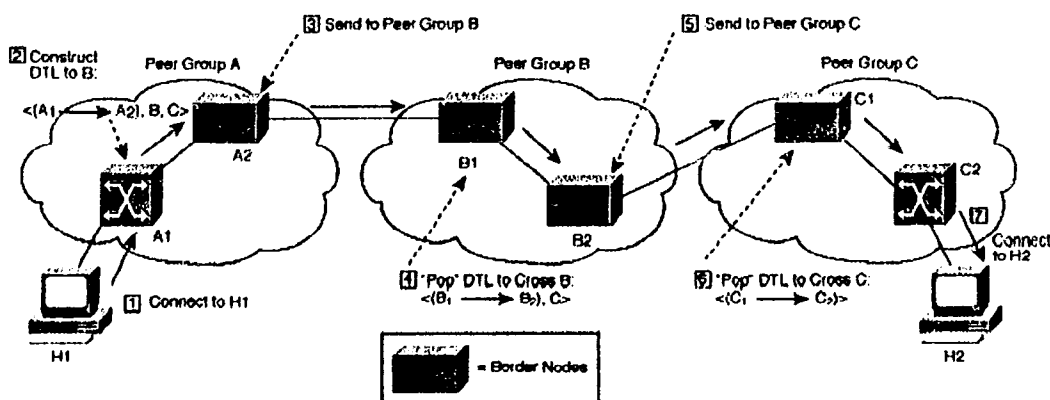 3 Send to Peer Group B
5 Send to Peer Group C
2 Construct
DTL to B:
<(A1 → A2), B, C>
Peer Group A
Peer Group B
Peer Group C
A2
A1
B1
B2
C1
C2
1 Connect to H1
4 "Pop" DTL to Cross B:
<(B1 → B2), C>
6 "Pop" DTL to Cross C:
<(C1 → C2)>
7
Connect
to H2
H1
H2
= Border Nodes